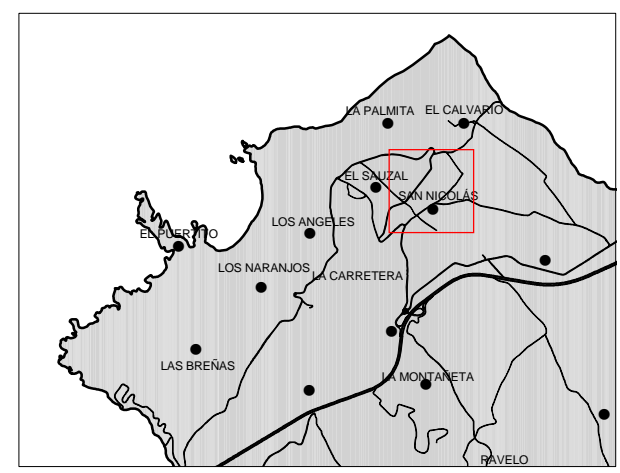 LA PALMITA
EL CALVARIO
EL SAUZAL
SAN NICOLÁS
LOS ANGELES
EL PUERTITO
LOS NARANJOS
LA CARRETERA
LAS BREÑAS
LA MONTAÑETA
RAVELO